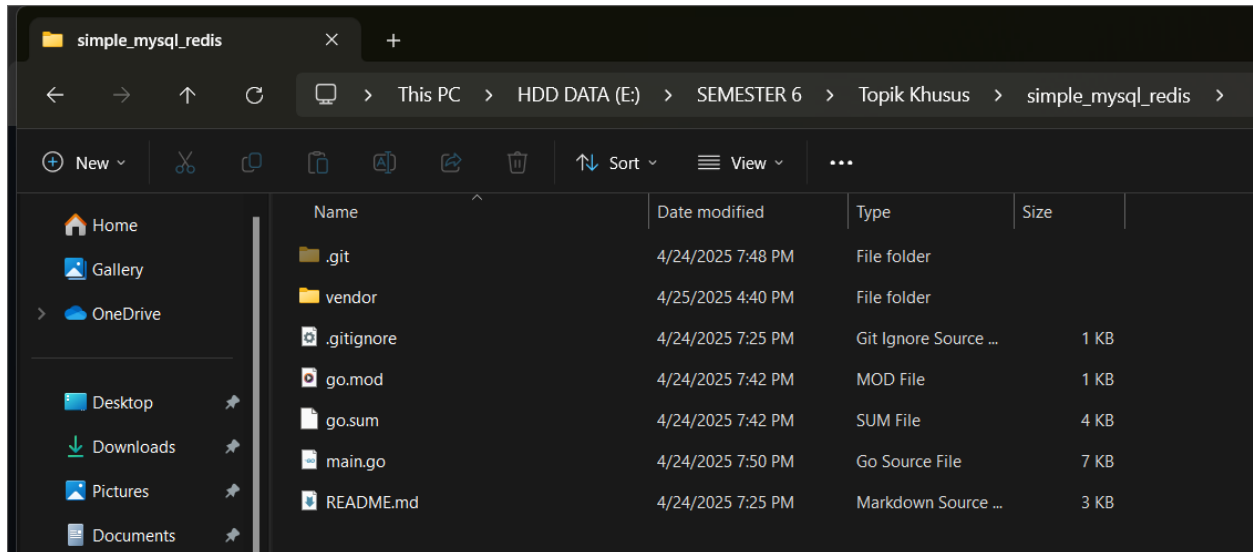 simple_mysql_redis
This PC > HDD DATA (E:) > SEMESTER 6 > Topik Khusus > simple_mysql_redis >
New Sort View
Home
Gallery
OneDrive
Desktop
Downloads
Pictures
Documents
Name Date modified Type Size
.git 4/24/2025 7:48 PM File folder
vendor 4/25/2025 4:40 PM File folder
.gitignore 4/24/2025 7:25 PM Git Ignore Source ... 1 KB
go.mod 4/24/2025 7:42 PM MOD File 1 KB
go.sum 4/24/2025 7:42 PM SUM File 4 KB
main.go 4/24/2025 7:50 PM Go Source File 7 KB
README.md 4/24/2025 7:25 PM Markdown Source ... 3 KB